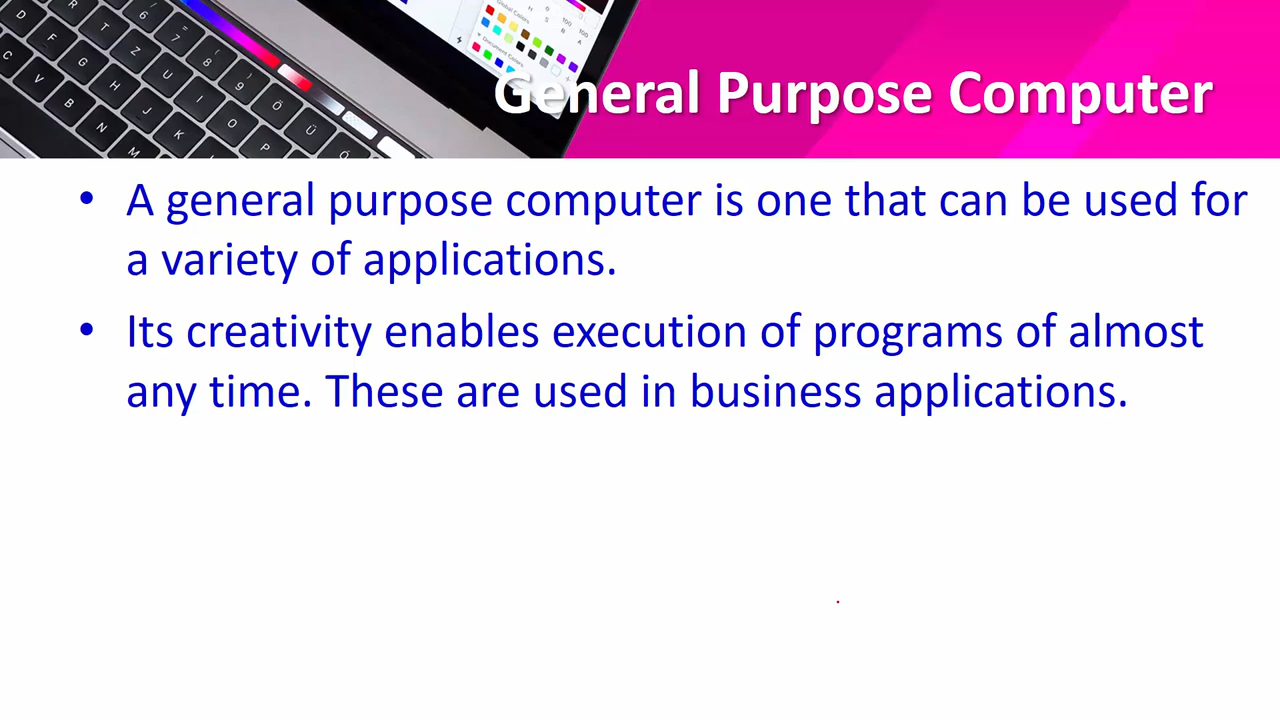 General Purpose Computer
• A general purpose computer is one that can be used for
a variety of applications.
• Its creativity enables execution of programs of almost
any time. These are used in business applications.